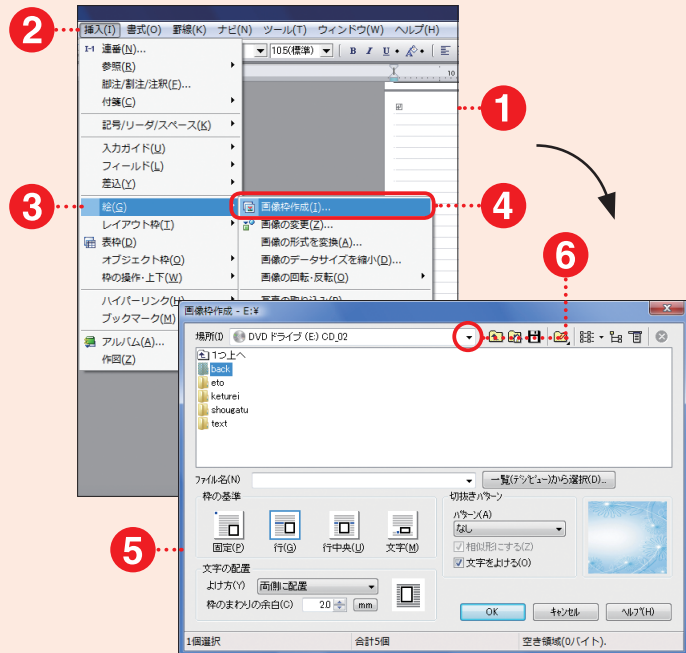 2
挿入(I) 書式(O) 罫線(K) ナビ(N) ツール(T) ウィンドウ(W) ヘルプ(H)
連番(N)...
10.5(標準) B I U
参照(R)
脚注/割注/注釈(F)...
10
付箋(C)
1
記号/リーダ/スペース(K)
入力ガイド(U)
フィールド(L)
差込(Y)
3
絵(G)
画像枠作成(I)...
4
レイアウト枠(T)
画像の変更(Z)...
表枠(D)
画像の形式を変換(A)...
オブジェクト枠(O)
画像のデータサイズを縮小(D)...
枠の操作・上下(W)
画像の回転・反転(O)
6
ハイパーリンク(H)
ブックマーク(M)
アルバム(A)...
作図(Z)
画像枠作成 - E:¥
場所(I) DVD ドライブ (E:) CD_02
1つ上へ
back
eto
keturei
shougatu
text
ファイル名(N)
一覧(デジビュー)から選択(D)...
枠の基準
固定(P) 行(G) 行中央(U) 文字(M)
切抜きパターン
パターン(A)
なし
相似形にする(Z)
文字をよける(O)
5
文字の配置
よけ方(Y) 両側に配置
枠のまわりの余白(C) 2.0 mm
OK キャンセル ヘルプ(H)
1個選択 合計5個 空き領域(0バイト).